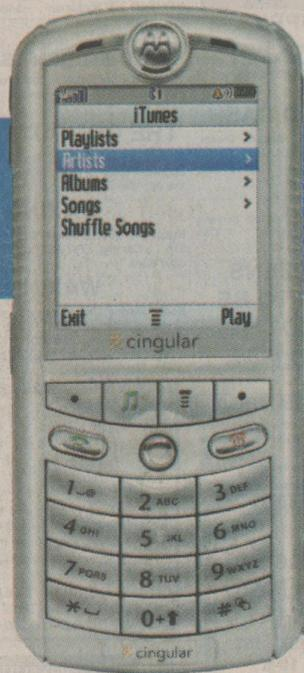 iTunes
Playlists >
Artists >
Albums >
Songs >
Shuffle Songs
Exit Play
cingular
1
2 ABC
3 DEF
4 GHI
5 JKL
6 MNO
7 PQRS
8 TUV
9 WXYZ
*
0+
#
cingular